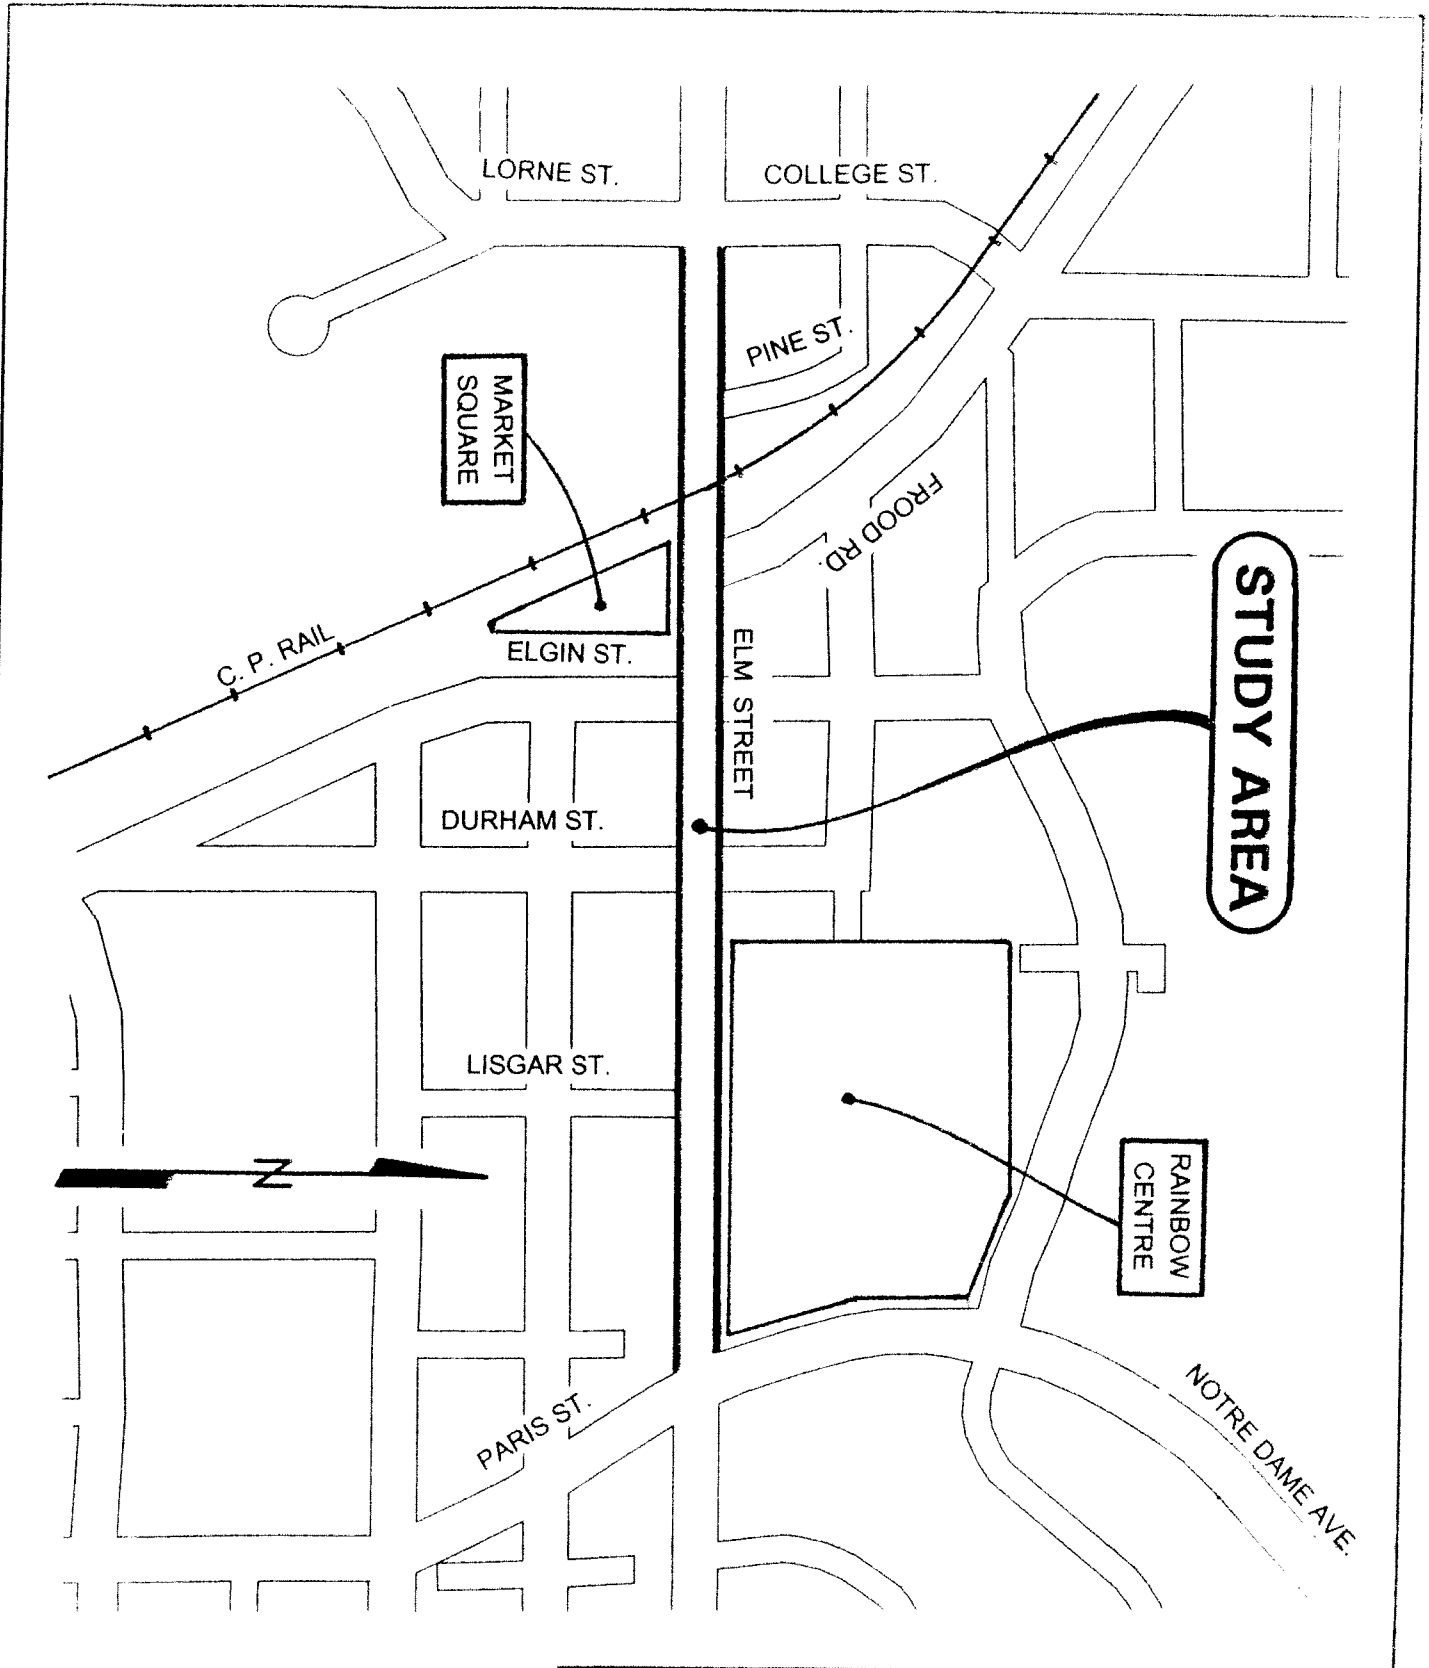 LORNE ST.
COLLEGE ST.
PINE ST.
MARKET
SQUARE
FROOD RD.
STUDY AREA
C. P. RAIL
ELGIN ST.
ELM STREET
DURHAM ST.
LISGAR ST.
RAINBOW
CENTRE
N
PARIS ST.
NOTRE DAME AVE.